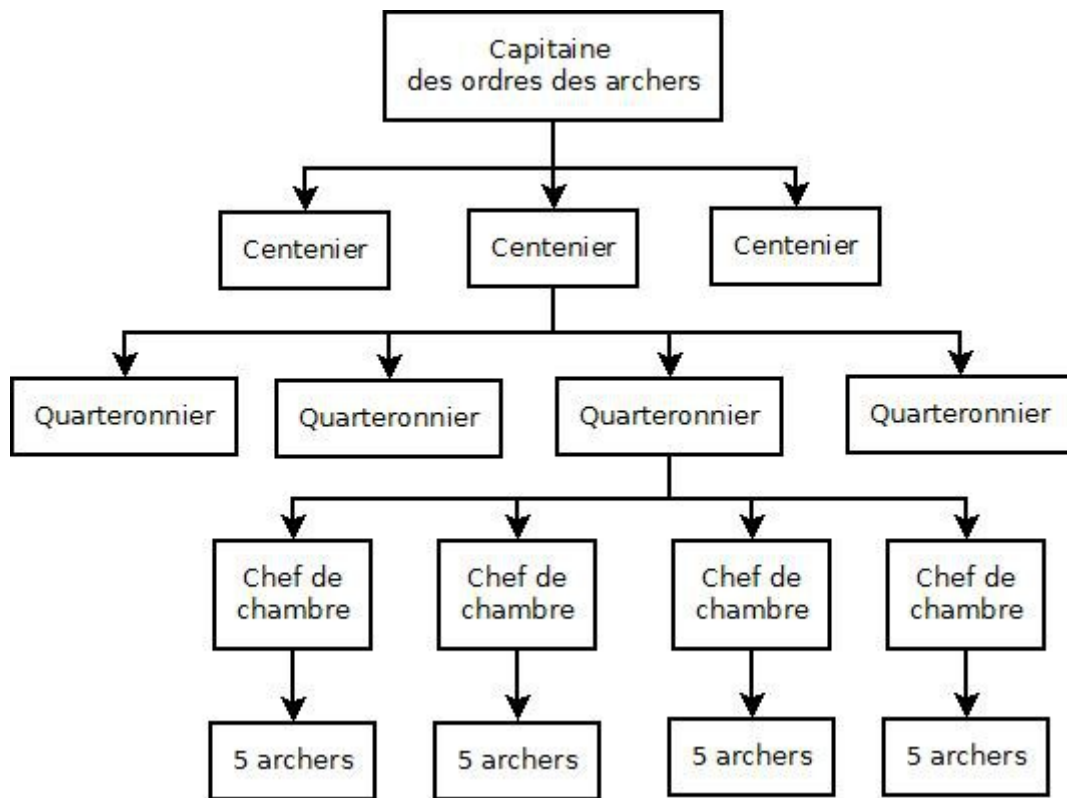 Capitaine
des ordres des archers
Centenier
Centenier
Centenier
Quarteronnier
Quarteronnier
Quarteronnier
Quarteronnier
Chef de
chambre
Chef de
chambre
Chef de
chambre
Chef de
chambre
5 archers
5 archers
5 archers
5 archers